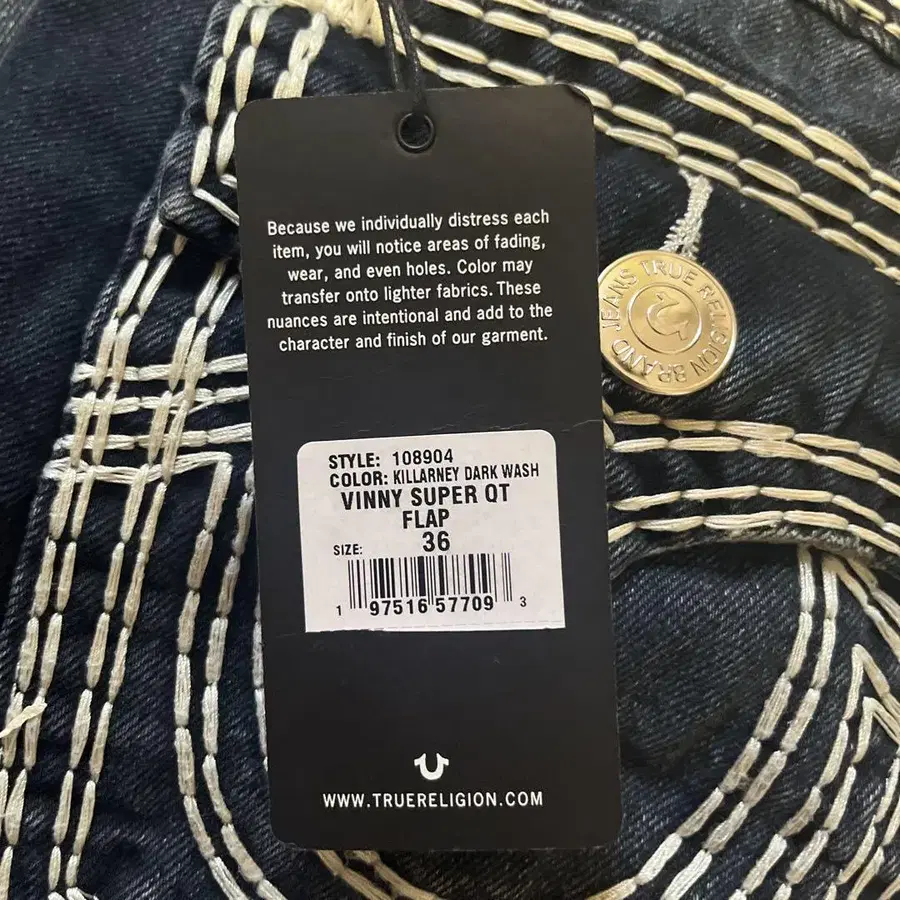 Because we individually distress each
item, you will notice areas of fading,
wear, and even holes. Color may
transfer onto lighter fabrics. These
nuances are intentional and add to the
character and finish of our garment.
TRUE RELIGION BRAND JEANS
STYLE: 108904
COLOR: KILLARNEY DARK WASH
VINNY SUPER QT
FLAP
SIZE: 36
1 97516 57709 3
WWW.TRUERELIGION.COM